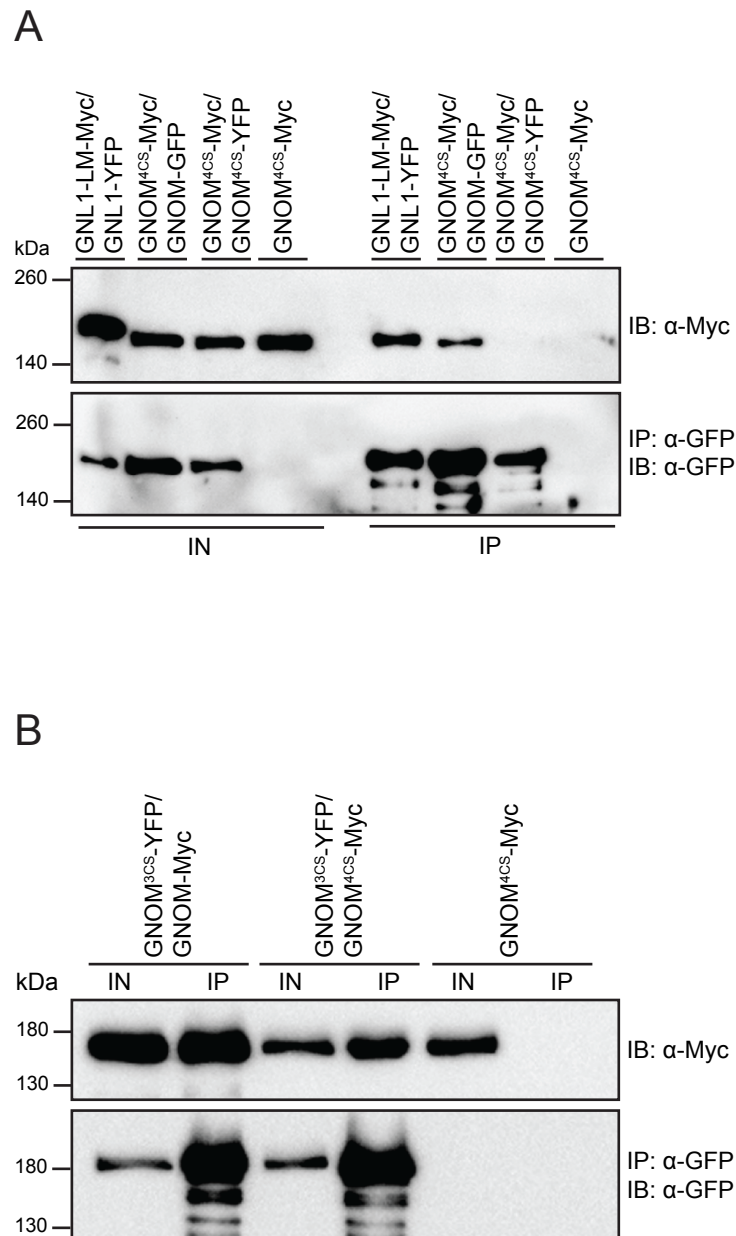 A
GNL1-LM-Myc/
GNL1-YFP
GNOM⁴ᶜˢ-Myc/
GNOM-GFP
GNOM⁴ᶜˢ-Myc/
GNOM⁴ᶜˢ-YFP
GNOM⁴ᶜˢ-Myc
GNL1-LM-Myc/
GNL1-YFP
GNOM⁴ᶜˢ-Myc/
GNOM-GFP
GNOM⁴ᶜˢ-Myc/
GNOM⁴ᶜˢ-YFP
GNOM⁴ᶜˢ-Myc
kDa
260
140
IB: α-Myc
260
140
IP: α-GFP
IB: α-GFP
IN
IP
B
GNOM³ᶜˢ-YFP/
GNOM-Myc
GNOM³ᶜˢ-YFP/
GNOM⁴ᶜˢ-Myc
GNOM⁴ᶜˢ-Myc
kDa
IN IP IN IP IN IP
180
130
IB: α-Myc
180
130
IP: α-GFP
IB: α-GFP